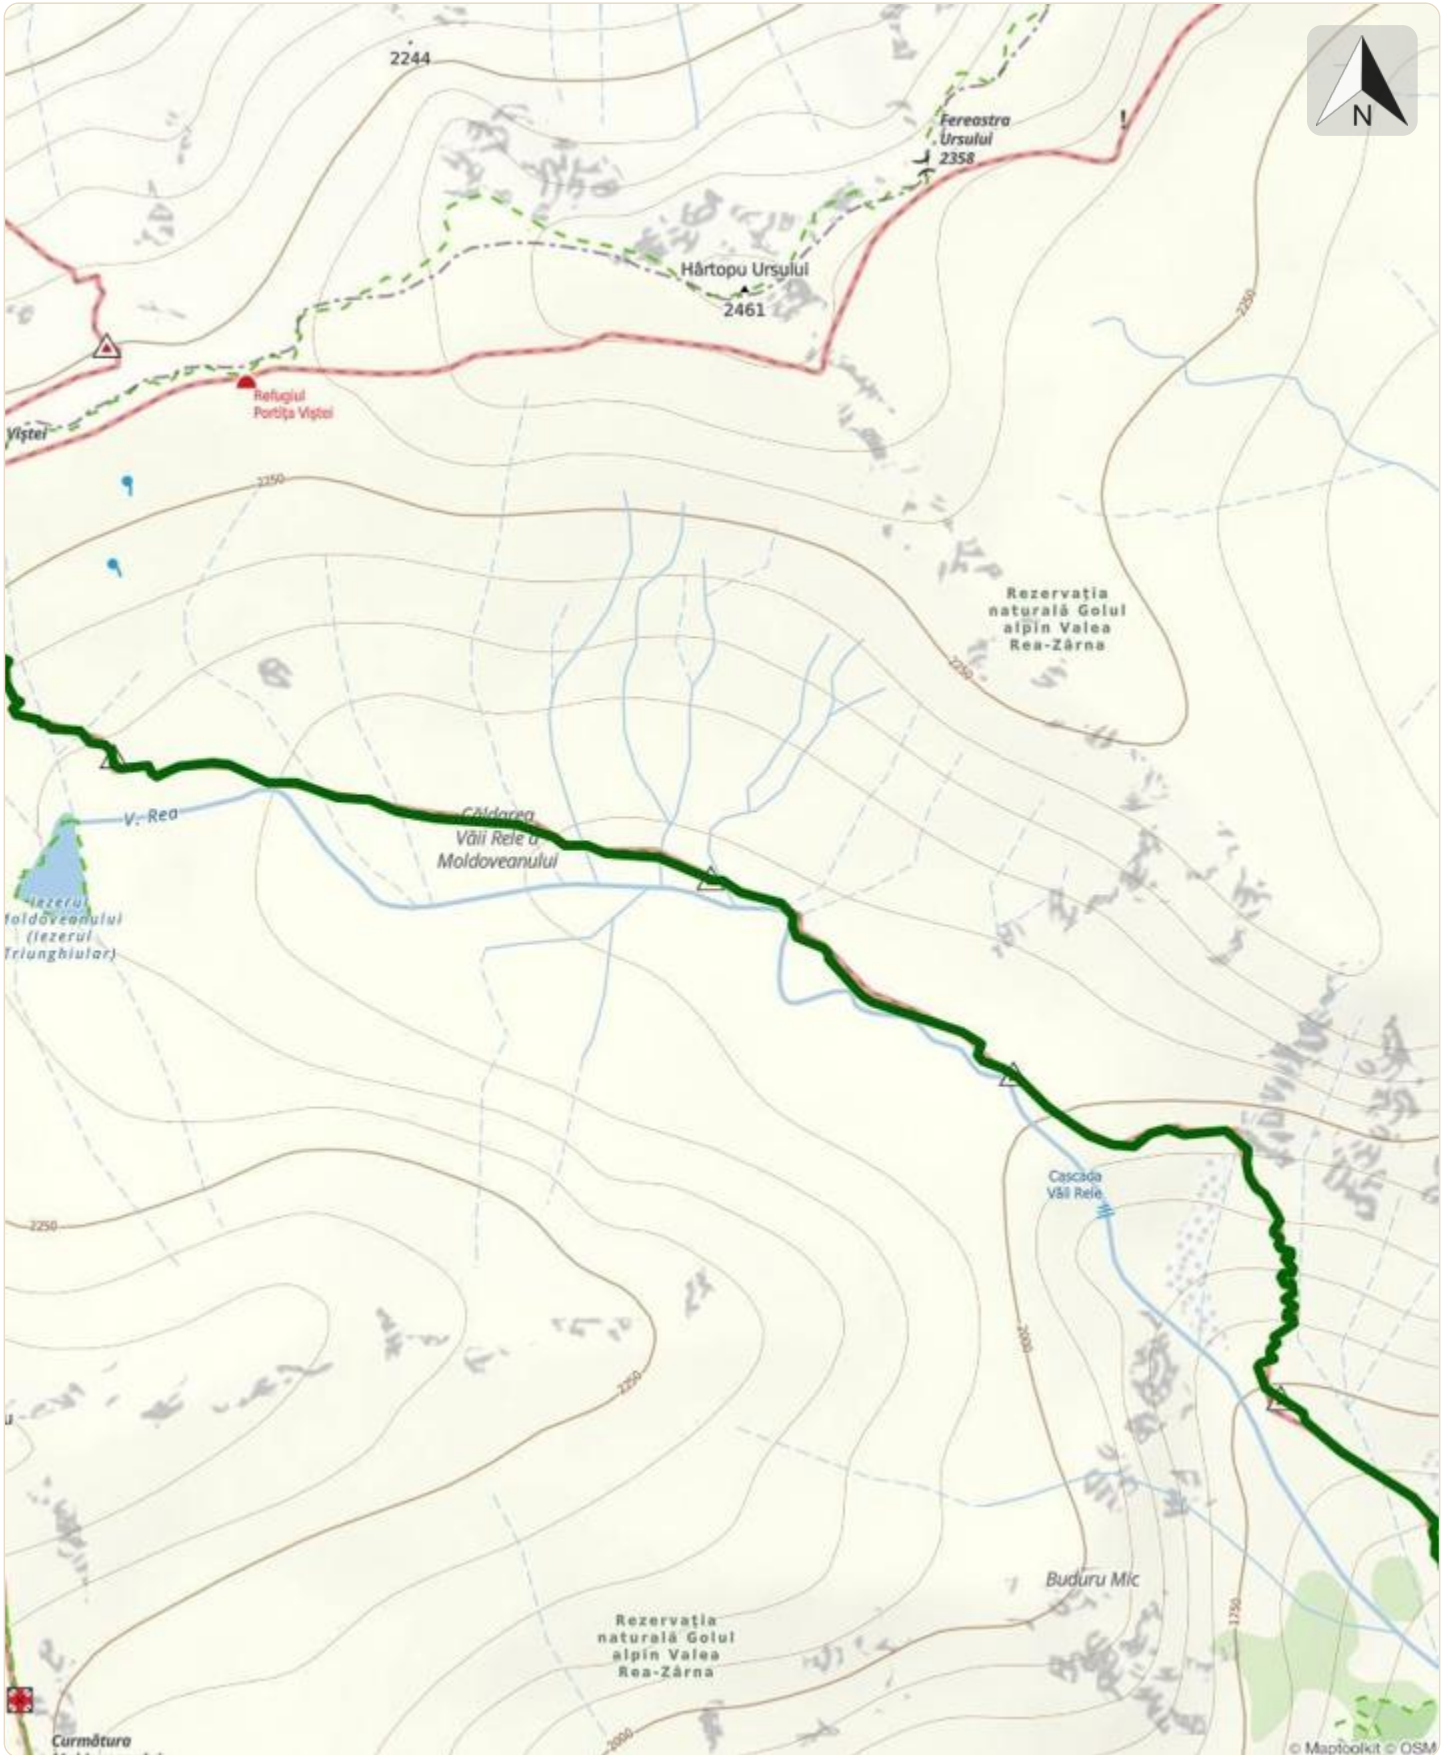 2244
N
Fereastra
Ursului
2358
Hârtopu Ursului
2461
2250
Refugiul
Portița Viștei
Viștei
2250
Rezervația
naturală Golul
alpin Valea
Rea-Zârna
2250
V. Rea
Căldarea
Văii Rele a
Moldoveanului
Iezerul
Moldoveanului
(Iezerul
Triunghiular)
Cascada
Văii Rele
2250
2000
2250
Buduru Mic
1750
Rezervația
naturală Golul
alpin Valea
Rea-Zârna
2000
Curmătura
© Maptoolkit © OSM